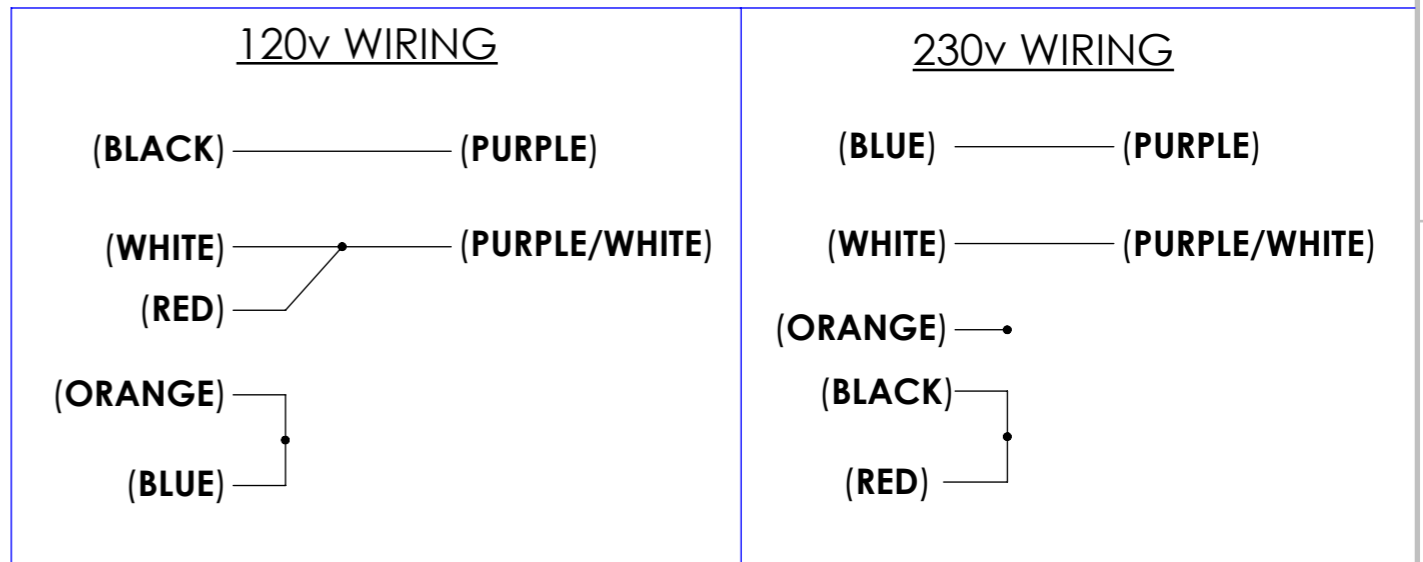 120v WIRING
(BLACK) (PURPLE)
(WHITE) (PURPLE/WHITE)
(RED)
(ORANGE)
(BLUE)
230v WIRING
(BLUE) (PURPLE)
(WHITE) (PURPLE/WHITE)
(ORANGE)
(BLACK)
(RED)